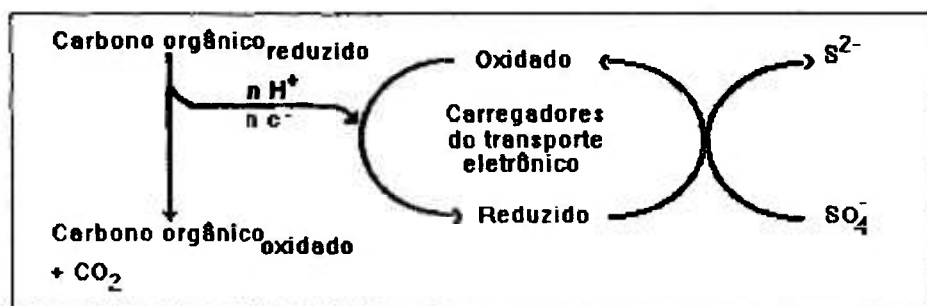 Carbono orgânico reduzido
n H⁺
n e⁻
Carbono orgânico oxidado
+ CO₂
Oxidado
Carregadores
do transporte
eletrônico
Reduzido
S²⁻
SO₄⁻